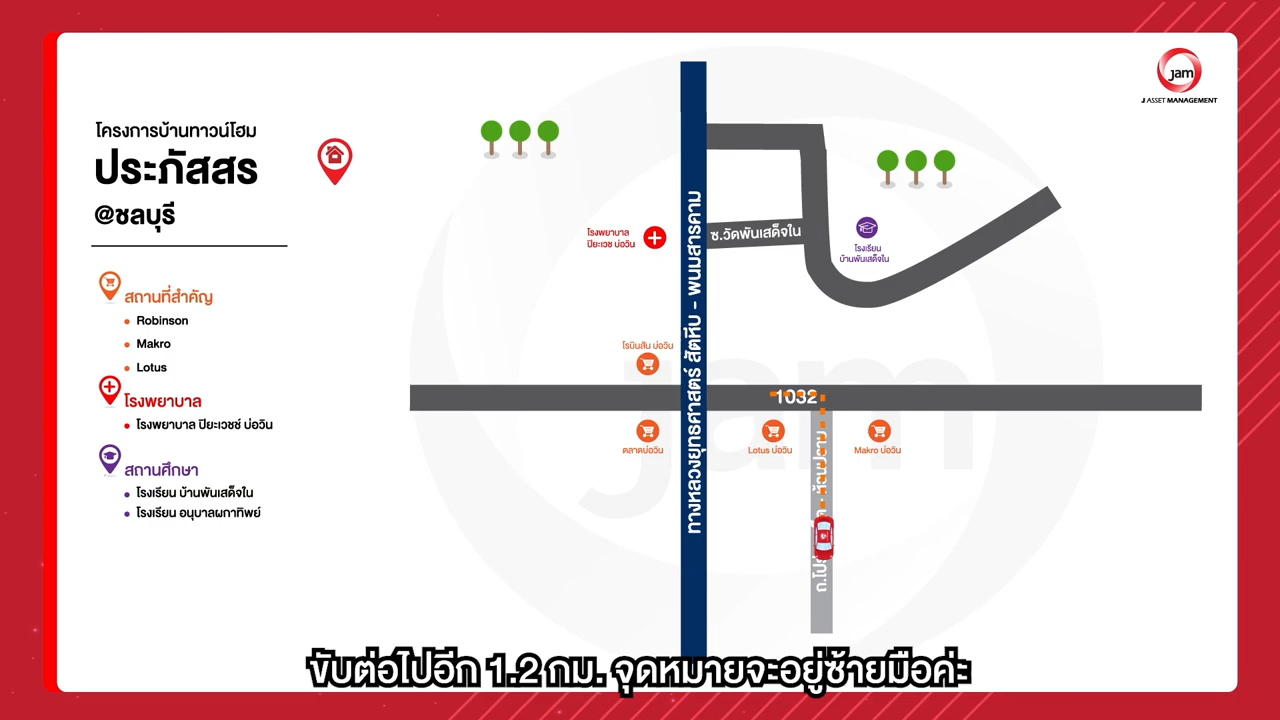 jam
J ASSET MANAGEMENT
โครงการบ้านทาวน์โฮม
ประภัสสร
@ชลบุรี
สถานที่สำคัญ
Robinson
Makro
Lotus
โรงพยาบาล
โรงพยาบาล ปิยะเวชช์ บ่อวิน
สถานศึกษา
โรงเรียน บ้านพันเสด็จใน
โรงเรียน อนุบาลผกาทิพย์
โรงพยาบาล
ปิยะเวช บ่อวิน
ซ.วัดพันเสด็จใน
โรงเรียน
บ้านพันเสด็จใน
ทางหลวงยุทธศาสตร์ สัตหีบ - พนมสารคาม
โรบินสัน บ่อวิน
1032
ตลาดบ่อวิน
Lotus บ่อวิน
Makro บ่อวิน
jam
ขับต่อไปอีก 1.2 กม. จุดหมายจะอยู่ซ้ายมือค่ะ